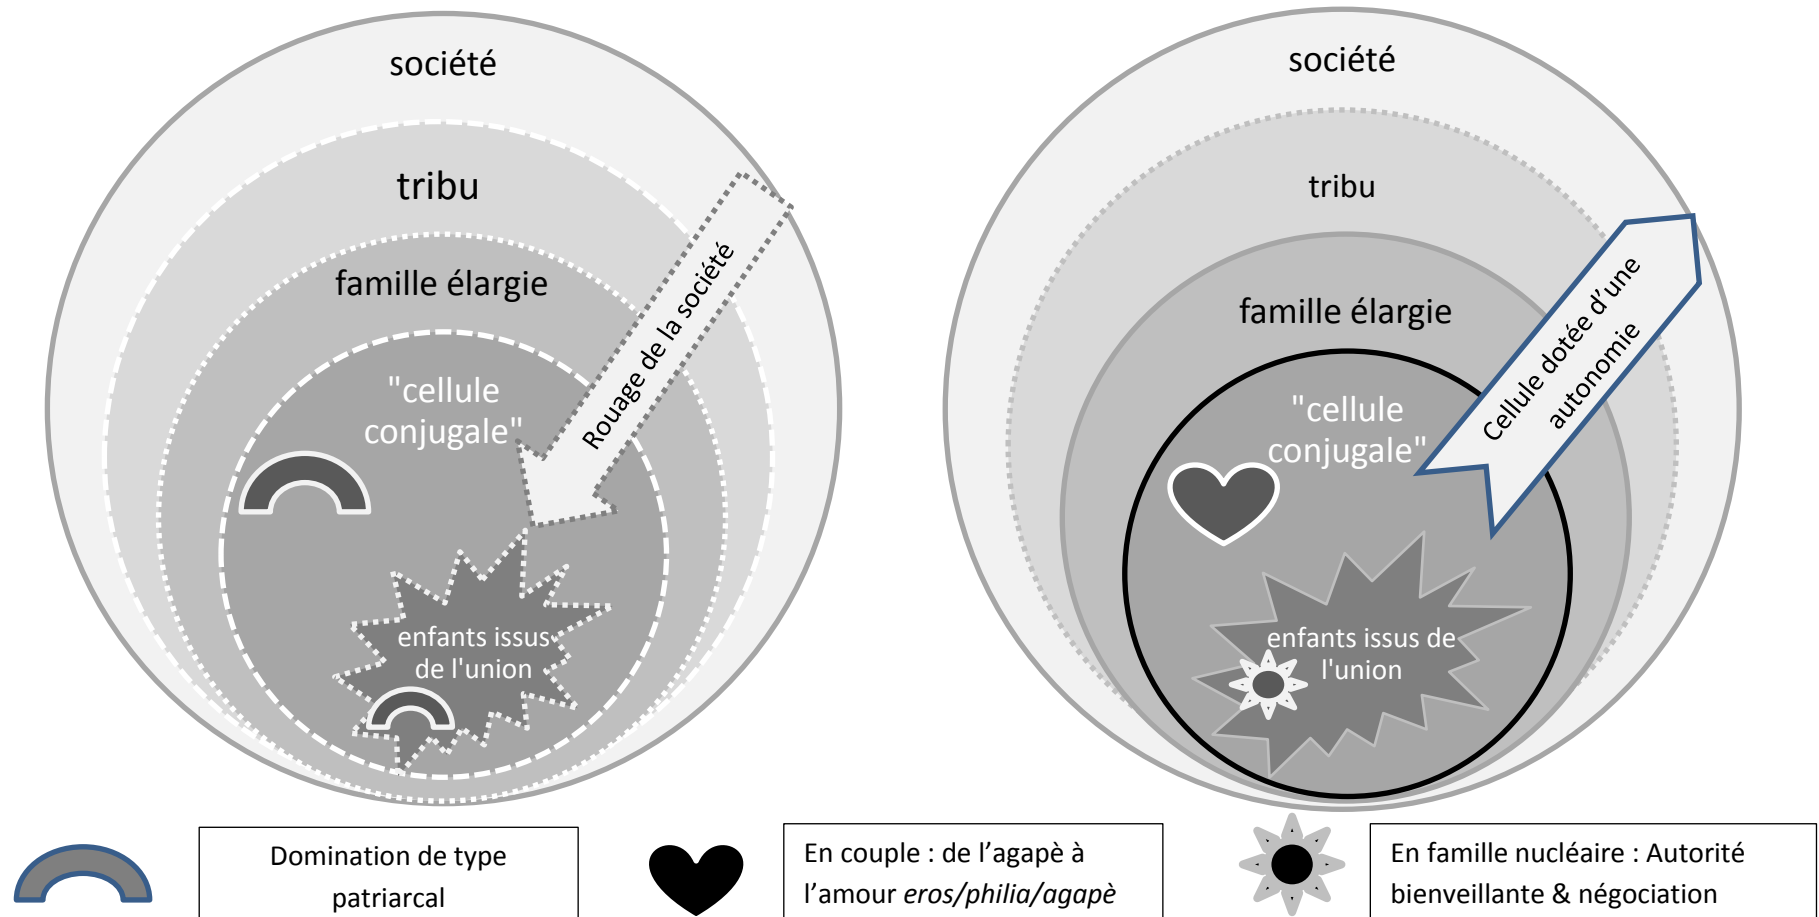 société
tribu
famille élargie
"cellule
conjugale"
Rouage de la société
enfants issus
de l'union
société
tribu
famille élargie
"cellule
conjugale"
Cellule dotée d’une
autonomie
enfants issus de
l'union
Domination de type
patriarcal
En couple : de l’agapè à
l’amour eros/philia/agapè
En famille nucléaire : Autorité
bienveillante & négociation